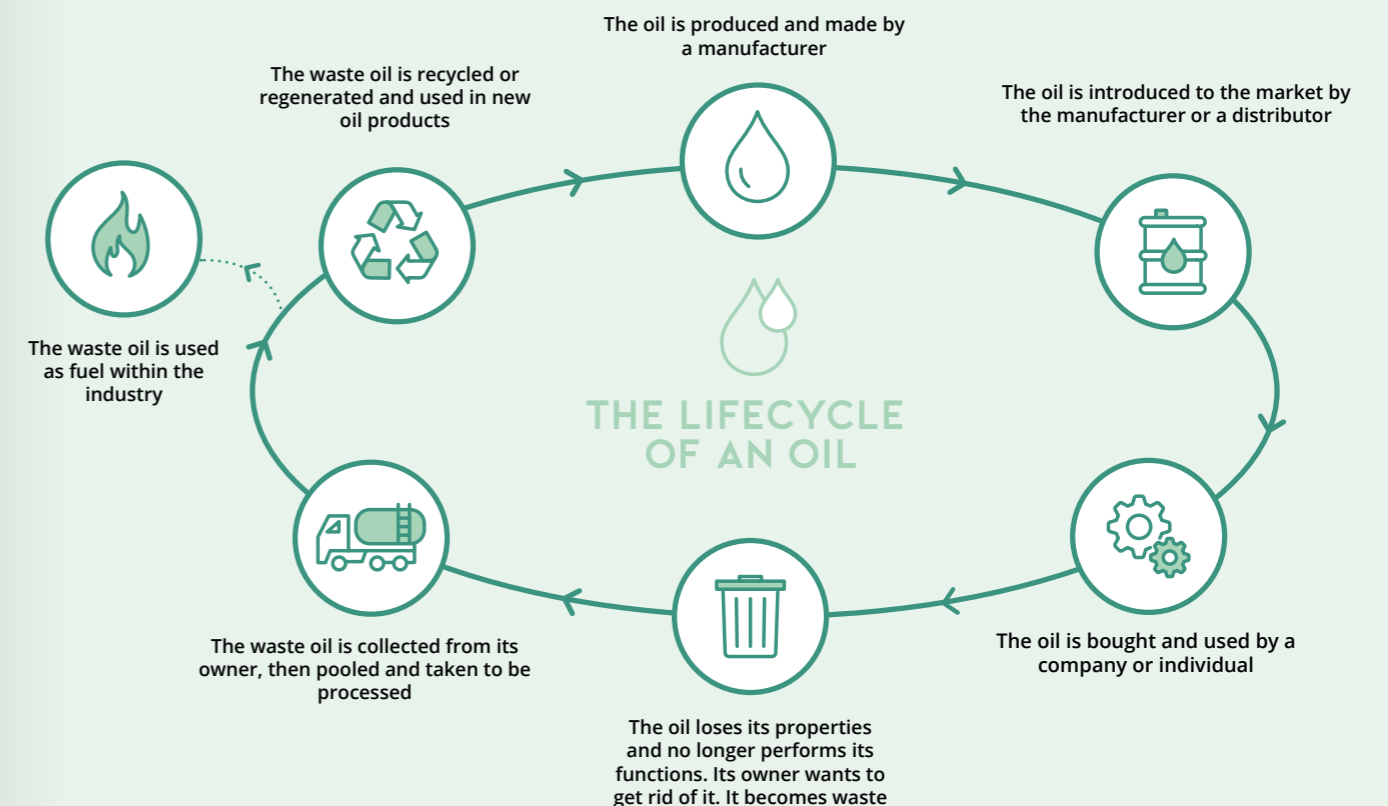 The oil is produced and made by
a manufacturer
The oil is introduced to the market by
the manufacturer or a distributor
The oil is bought and used by a
company or individual
The oil loses its properties
and no longer performs its
functions. Its owner wants to
get rid of it. It becomes waste
The waste oil is collected from its
owner, then pooled and taken to be
processed
The waste oil is used
as fuel within the
industry
The waste oil is recycled or
regenerated and used in new
oil products
THE LIFECYCLE
OF AN OIL